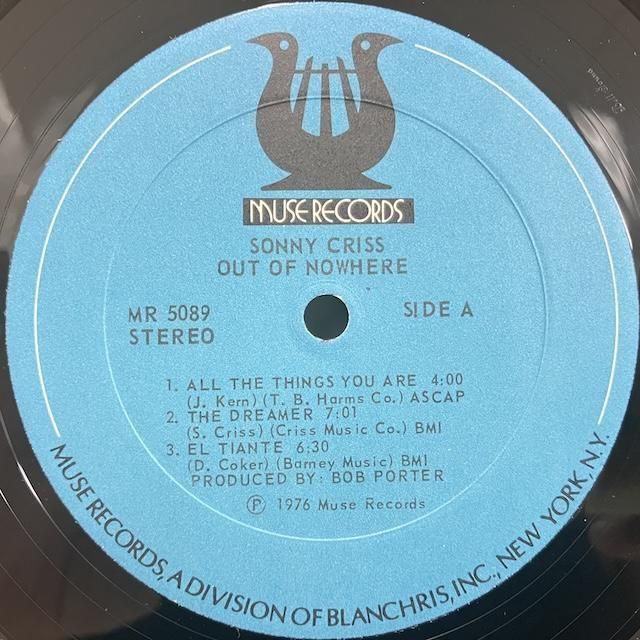 MUSE RECORDS
SONNY CRISS
OUT OF NOWHERE
MR 5089
STEREO
SIDE A
1. ALL THE THINGS YOU ARE 4:00
(J. Kern) (T. B. Harms Co.) ASCAP
2. THE DREAMER 7:01
(S. Criss) (Criss Music Co.) BMI
3. EL TIANTE 6:30
(D. Coker) (Barney Music) BMI
PRODUCED BY: BOB PORTER
Ⓟ 1976 Muse Records
MUSE RECORDS, A DIVISION OF BLANCHRIS, INC., NEW YORK, N.Y.